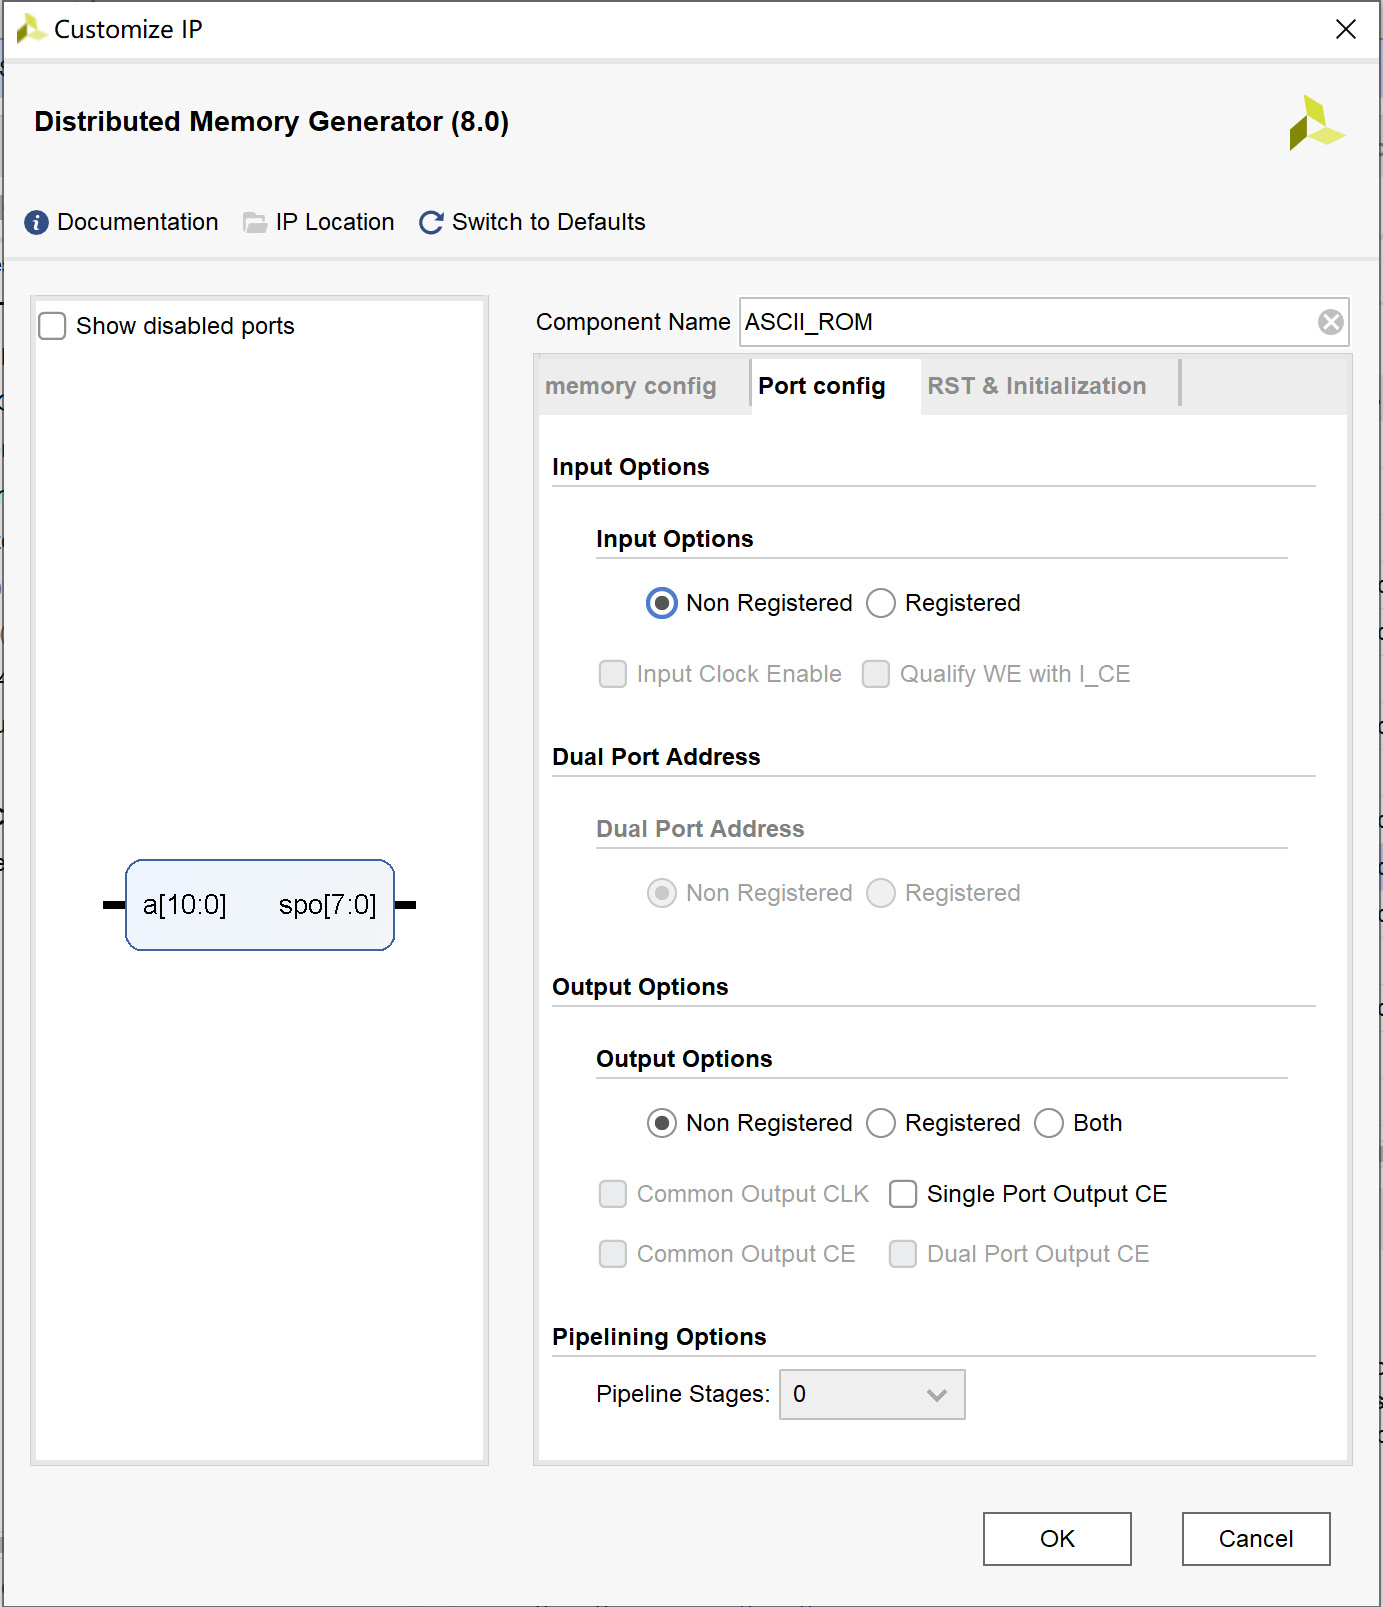 Customize IP
Distributed Memory Generator (8.0)
Documentation IP Location Switch to Defaults
Show disabled ports
a[10:0] spo[7:0]
Component Name ASCII_ROM
memory config Port config RST & Initialization
Input Options
Input Options
Non Registered Registered
Input Clock Enable Qualify WE with I_CE
Dual Port Address
Dual Port Address
Non Registered Registered
Output Options
Output Options
Non Registered Registered Both
Common Output CLK Single Port Output CE
Common Output CE Dual Port Output CE
Pipelining Options
Pipeline Stages: 0
OK Cancel